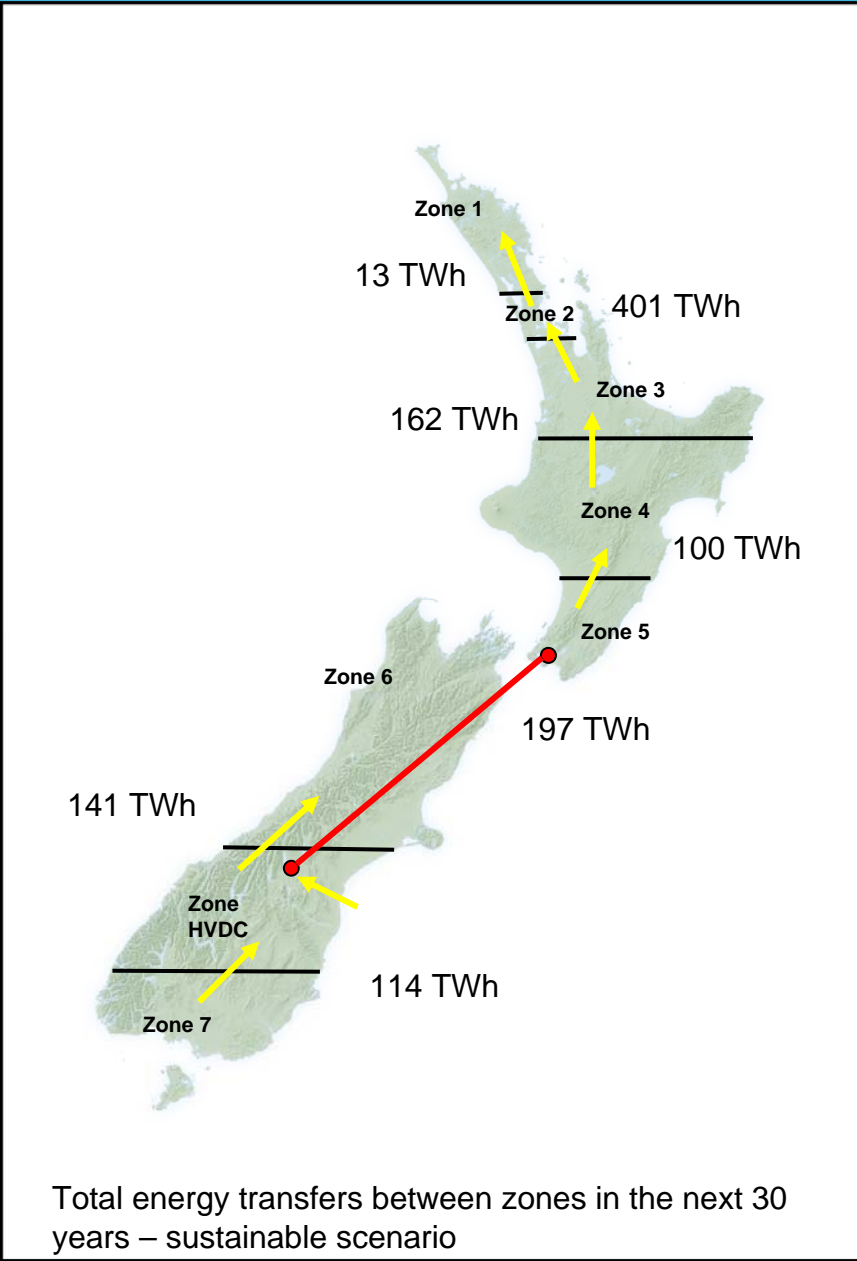 Zone 1
13 TWh
Zone 2
401 TWh
Zone 3
162 TWh
Zone 4
100 TWh
Zone 5
Zone 6
197 TWh
141 TWh
Zone
HVDC
114 TWh
Zone 7
Total energy transfers between zones in the next 30
years – sustainable scenario